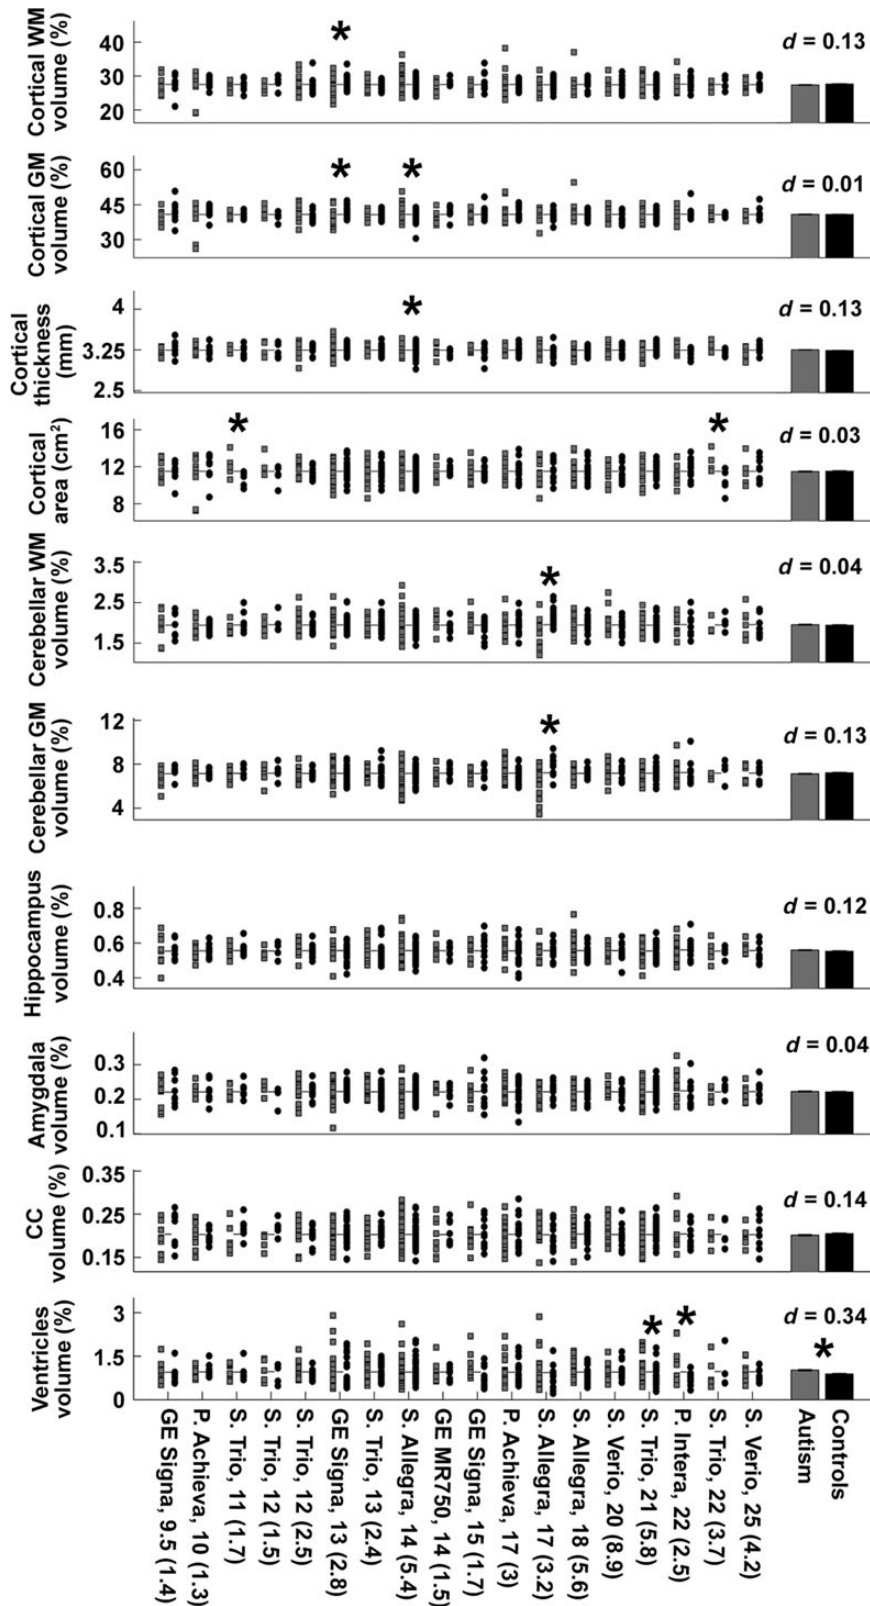 Cortical WM
volume (%)
40
30
20
*
d = 0.13
Cortical GM
volume (%)
60
45
30
* *
d = 0.01
Cortical
thickness
(mm)
4
3.25
2.5
*
d = 0.13
Cortical
area (cm²)
16
12
8
* *
d = 0.03
Cerebellar WM
volume (%)
3.5
2.5
1.5
*
d = 0.04
Cerebellar GM
volume (%)
12
8
4
*
d = 0.13
Hippocampus
volume (%)
0.8
0.6
0.4
d = 0.12
Amygdala
volume (%)
0.3
0.2
0.1
d = 0.04
CC
volume (%)
0.35
0.25
0.15
d = 0.14
Ventricles
volume (%)
3
1.5
0
* *
d = 0.34
*
GE Signa, 9.5 (1.4)
P. Achieva, 10 (1.3)
S. Trio, 11 (1.7)
S. Trio, 12 (1.5)
S. Trio, 12 (2.5)
GE Signa, 13 (2.8)
S. Trio, 13 (2.4)
S. Allegra, 14 (5.4)
GE MR750, 14 (1.5)
GE Signa, 15 (1.7)
P. Achieva, 17 (3)
S. Allegra, 17 (3.2)
S. Allegra, 18 (5.6)
S. Verio, 20 (8.9)
S. Trio, 21 (5.8)
P. Intera, 22 (2.5)
S. Trio, 22 (3.7)
S. Verio, 25 (4.2)
Autism
Controls